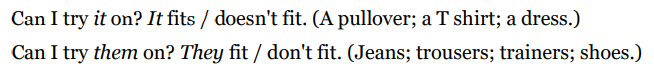 Can I try it on? It fits / doesn't fit. (A pullover; a T shirt; a dress.)
Can I try them on? They fit / don't fit. (Jeans; trousers; trainers; shoes.)